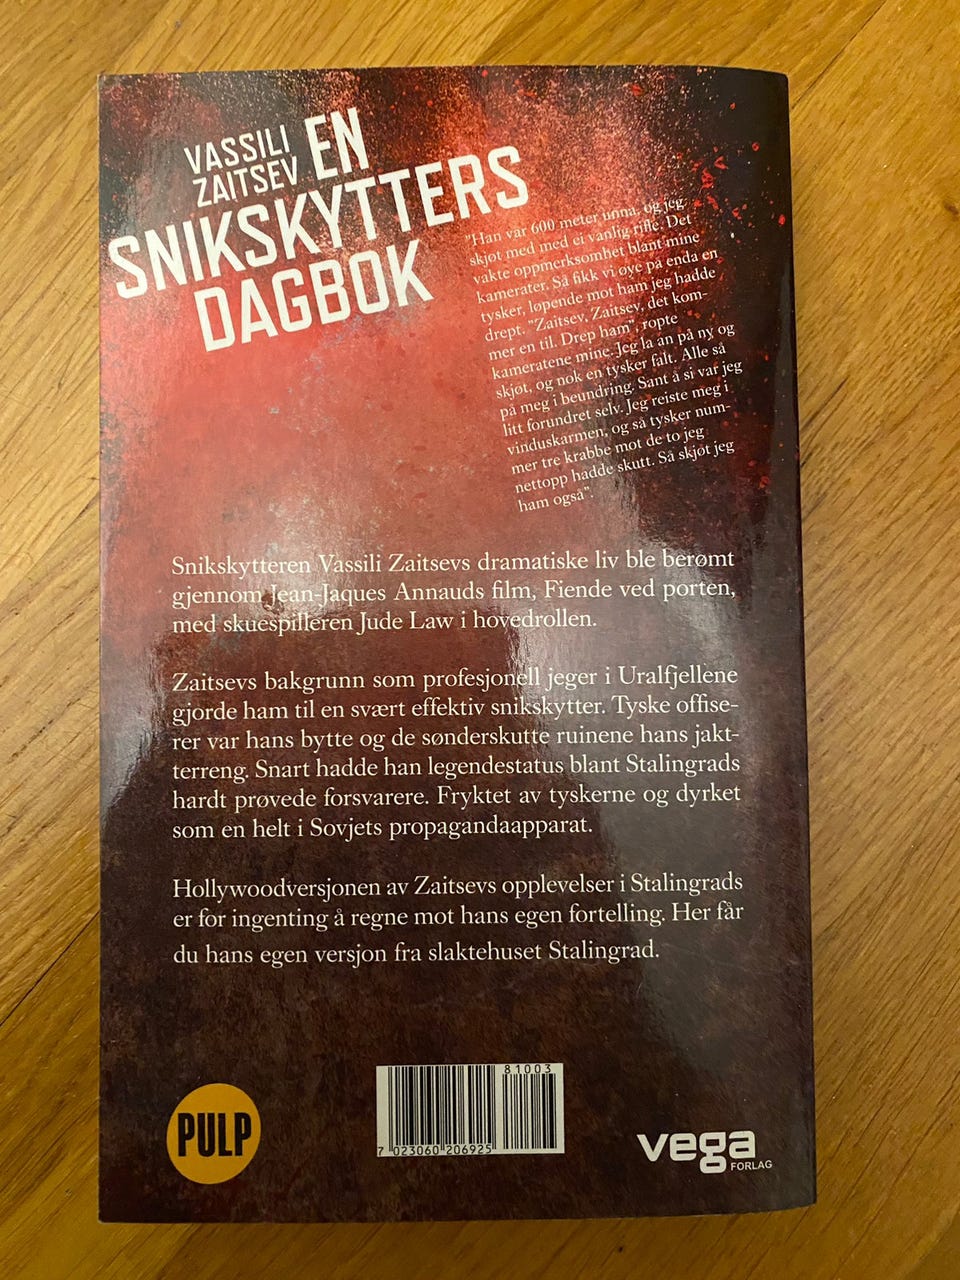 VASSILI
ZAITSEV
EN
SNIKSKYTTERS
DAGBOK
"Han var 600 meter unna, og jeg
skjøt med med ei vanlig rifle. Det
vakte oppmerksomhet blant mine
kamerater. Så fikk vi øye på enda en
tysker, løpende mot ham jeg hadde
drept. "Zaitsev, Zaitsev, det kom-
mer en til. Drep ham", ropte
kameratene mine. Jeg la an på ny og
skjøt, og nok en tysker falt. Alle så
på meg i beundring. Sant å si var jeg
litt forundret selv. Jeg reiste meg i
vinduskarmen, og så tysker num-
mer tre krabbe mot de to jeg
nettopp hadde skutt. Så skjøt jeg
ham også".
Snikskytteren Vassili Zaitsevs dramatiske liv ble berømt
gjennom Jean-Jaques Annauds film, Fiende ved porten,
med skuespilleren Jude Law i hovedrollen.
Zaitsevs bakgrunn som profesjonell jeger i Uralfjellene
gjorde ham til en svært effektiv snikskytter. Tyske offise-
rer var hans bytte og de sønderskutte ruinene hans jakt-
terreng. Snart hadde han legendestatus blant Stalingrads
hardt prøvede forsvarere. Fryktet av tyskerne og dyrket
som en helt i Sovjets propagandaapparat.
Hollywoodversjonen av Zaitsevs opplevelser i Stalingrads
er for ingenting å regne mot hans egen fortelling. Her får
du hans egen versjon fra slaktehuset Stalingrad.
PULP
81003
7 023060 206925
vega
FORLAG